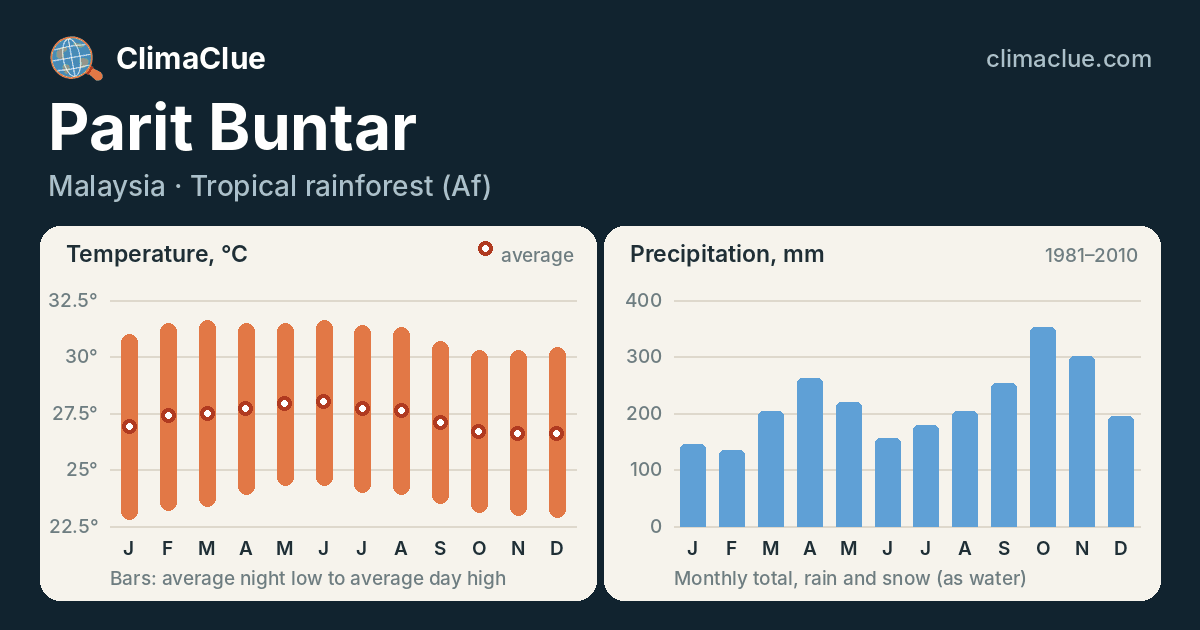 ClimaClue
climaclue.com
Parit Buntar
Malaysia · Tropical rainforest (Af)
Temperature, °C
average
32.5°
30°
27.5°
25°
22.5°
J F M A M J J A S O N D
Bars: average night low to average day high
Precipitation, mm
1981–2010
400
300
200
100
0
J F M A M J J A S O N D
Monthly total, rain and snow (as water)